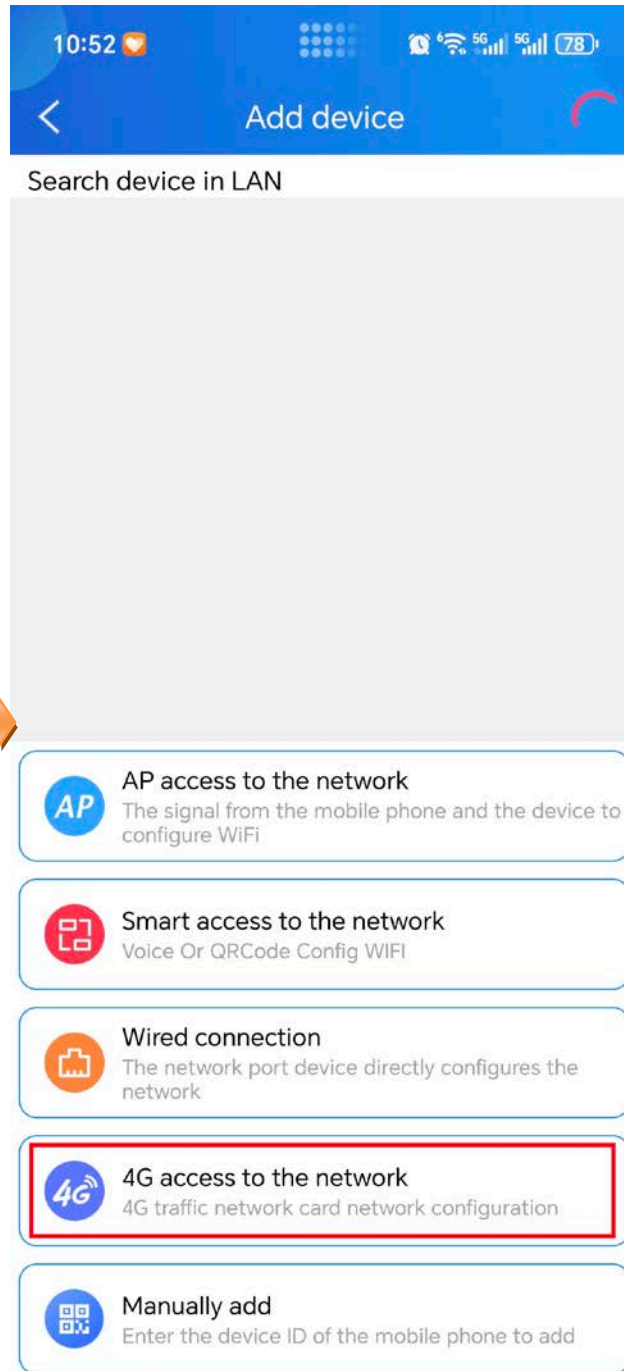 10:52
6 5G 5G 78
Add device
Search device in LAN
AP
AP access to the network
The signal from the mobile phone and the device to
configure WiFi
Smart access to the network
Voice Or QRCode Config WIFI
Wired connection
The network port device directly configures the
network
4G
4G access to the network
4G traffic network card network configuration
Manually add
Enter the device ID of the mobile phone to add